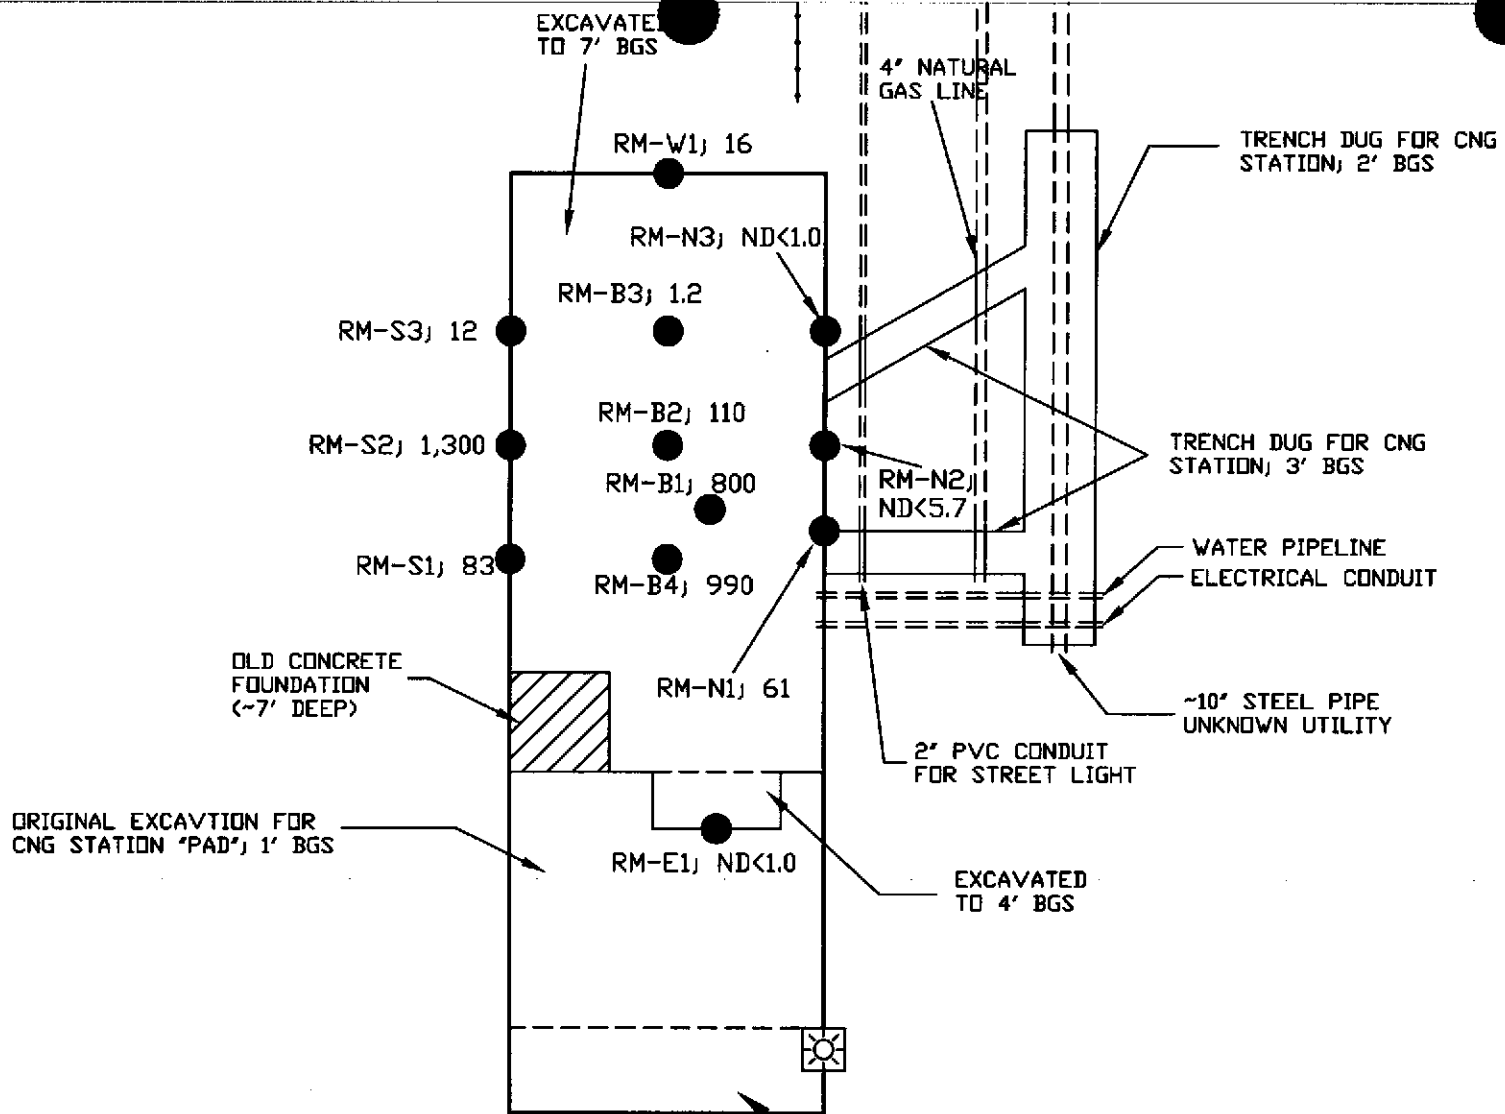 EXCAVATED
TO 7' BGS
4" NATURAL
GAS LINE
RM-W1; 16
TRENCH DUG FOR CNG
STATION; 2' BGS
RM-N3; ND<1.0
RM-B3; 1.2
RM-S3; 12
RM-B2; 110
RM-S2; 1,300
TRENCH DUG FOR CNG
STATION; 3' BGS
RM-B1; 800
RM-N2;
ND<5.7
RM-S1; 83
RM-B4; 990
WATER PIPELINE
ELECTRICAL CONDUIT
OLD CONCRETE
FOUNDATION
(~7' DEEP)
RM-N1; 61
~10" STEEL PIPE
UNKNOWN UTILITY
2" PVC CONDUIT
FOR STREET LIGHT
ORIGINAL EXCAVTION FOR
CNG STATION "PAD"; 1' BGS
RM-E1; ND<1.0
EXCAVATED
TO 4' BGS